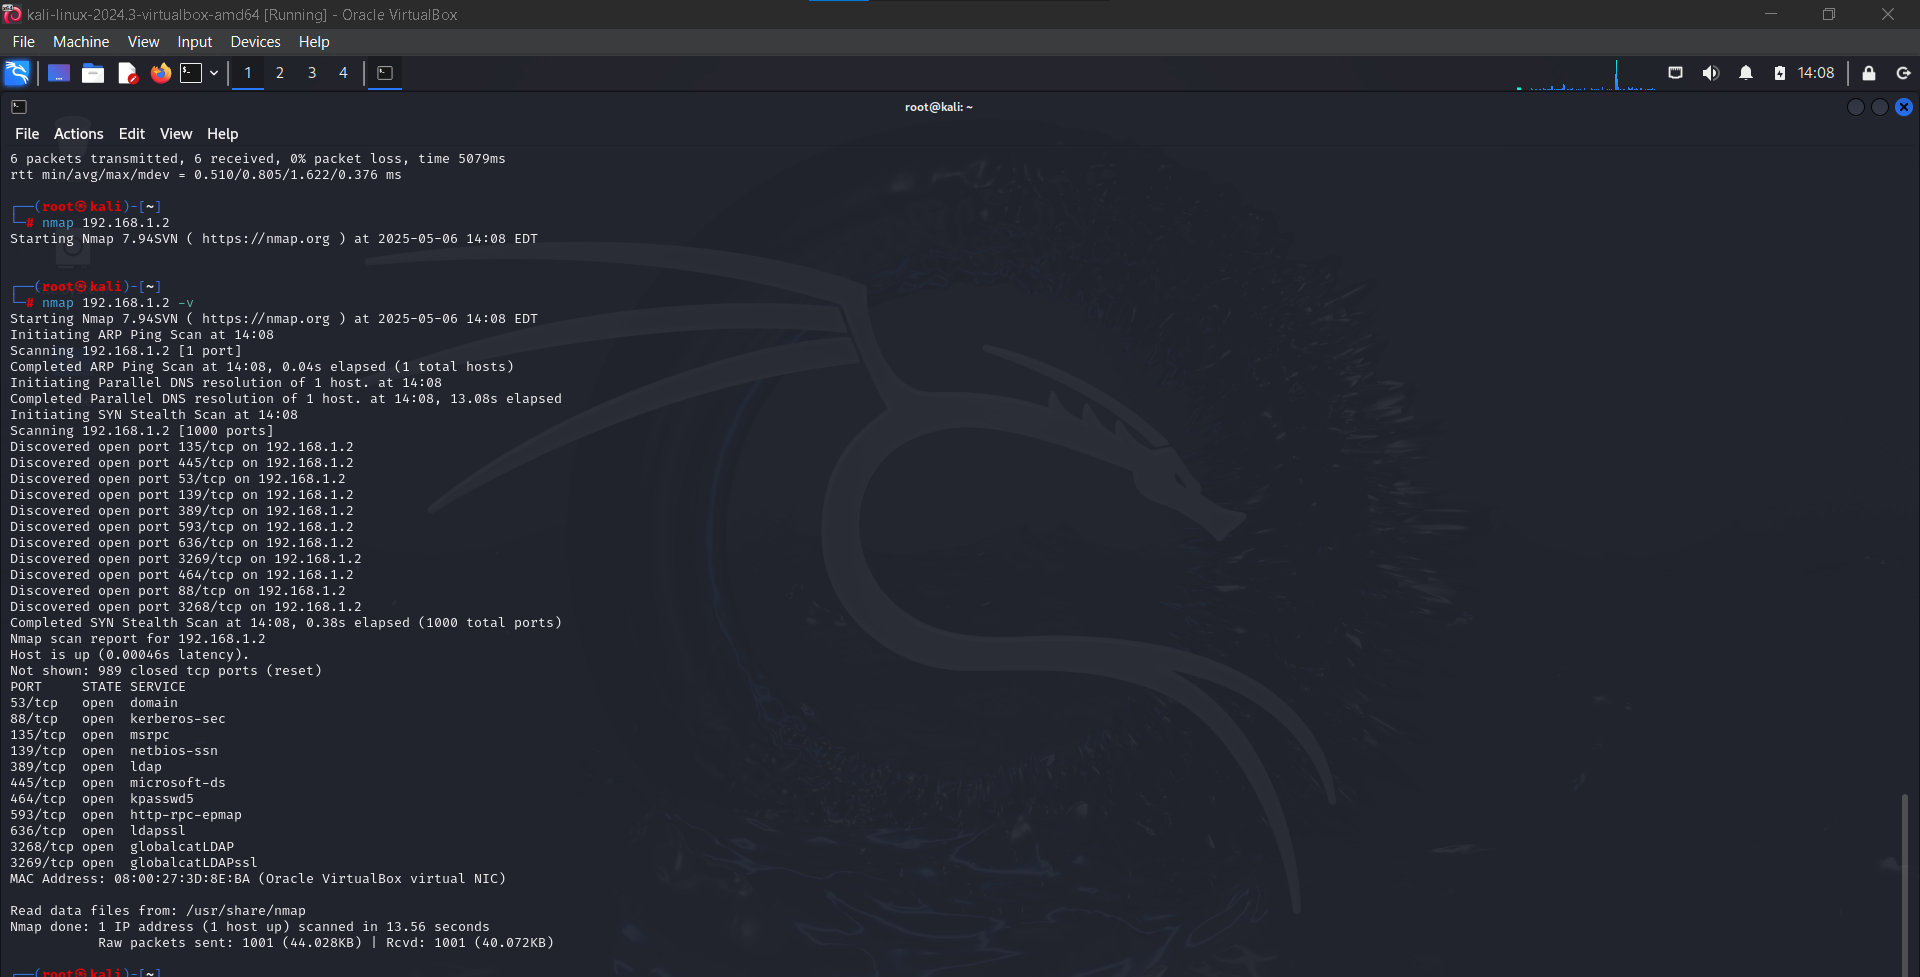 kali-linux-2024.3-virtualbox-amd64 [Running] - Oracle VirtualBox
File Machine View Input Devices Help
1 2 3 4 14:08
root@kali: ~
File Actions Edit View Help
6 packets transmitted, 6 received, 0% packet loss, time 5079ms
rtt min/avg/max/mdev = 0.510/0.805/1.622/0.376 ms
┌──(root㉿kali)-[~]
└─# nmap 192.168.1.2
Starting Nmap 7.94SVN ( https://nmap.org ) at 2025-05-06 14:08 EDT
┌──(root㉿kali)-[~]
└─# nmap 192.168.1.2 -v
Starting Nmap 7.94SVN ( https://nmap.org ) at 2025-05-06 14:08 EDT
Initiating ARP Ping Scan at 14:08
Scanning 192.168.1.2 [1 port]
Completed ARP Ping Scan at 14:08, 0.04s elapsed (1 total hosts)
Initiating Parallel DNS resolution of 1 host. at 14:08
Completed Parallel DNS resolution of 1 host. at 14:08, 13.08s elapsed
Initiating SYN Stealth Scan at 14:08
Scanning 192.168.1.2 [1000 ports]
Discovered open port 135/tcp on 192.168.1.2
Discovered open port 445/tcp on 192.168.1.2
Discovered open port 53/tcp on 192.168.1.2
Discovered open port 139/tcp on 192.168.1.2
Discovered open port 389/tcp on 192.168.1.2
Discovered open port 593/tcp on 192.168.1.2
Discovered open port 636/tcp on 192.168.1.2
Discovered open port 3269/tcp on 192.168.1.2
Discovered open port 464/tcp on 192.168.1.2
Discovered open port 88/tcp on 192.168.1.2
Discovered open port 3268/tcp on 192.168.1.2
Completed SYN Stealth Scan at 14:08, 0.38s elapsed (1000 total ports)
Nmap scan report for 192.168.1.2
Host is up (0.00046s latency).
Not shown: 989 closed tcp ports (reset)
PORT     STATE SERVICE
53/tcp   open  domain
88/tcp   open  kerberos-sec
135/tcp  open  msrpc
139/tcp  open  netbios-ssn
389/tcp  open  ldap
445/tcp  open  microsoft-ds
464/tcp  open  kpasswd5
593/tcp  open  http-rpc-epmap
636/tcp  open  ldapssl
3268/tcp open  globalcatLDAP
3269/tcp open  globalcatLDAPssl
MAC Address: 08:00:27:3D:8E:BA (Oracle VirtualBox virtual NIC)
Read data files from: /usr/share/nmap
Nmap done: 1 IP address (1 host up) scanned in 13.56 seconds
Raw packets sent: 1001 (44.028KB) | Rcvd: 1001 (40.072KB)
┌──(root㉿kali)-[~]